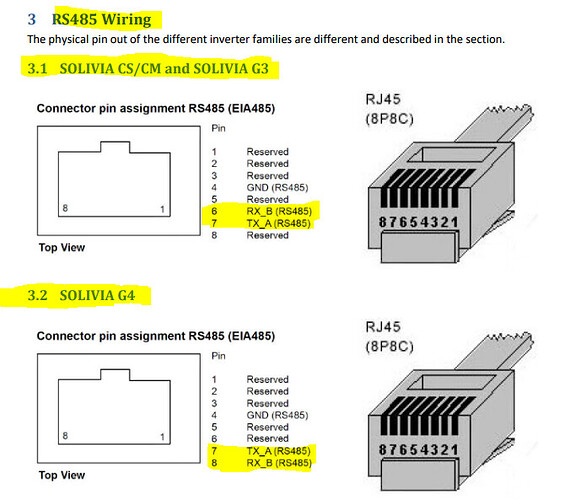 3 RS485 Wiring
The physical pin out of the different inverter families are different and described in the section.
3.1 SOLIVIA CS/CM and SOLIVIA G3
Connector pin assignment RS485 (EIA485)
Pin
1 Reserved
2 Reserved
3 Reserved
4 GND (RS485)
5 Reserved
6 RX_B (RS485)
7 TX_A (RS485)
8 Reserved
8 1
Top View
RJ45
(8P8C)
87654321
3.2 SOLIVIA G4
Connector pin assignment RS485 (EIA485)
Pin
1 Reserved
2 Reserved
3 Reserved
4 GND (RS485)
5 Reserved
6 Reserved
7 TX_A (RS485)
8 RX_B (RS485)
8 1
Top View
RJ45
(8P8C)
87654321